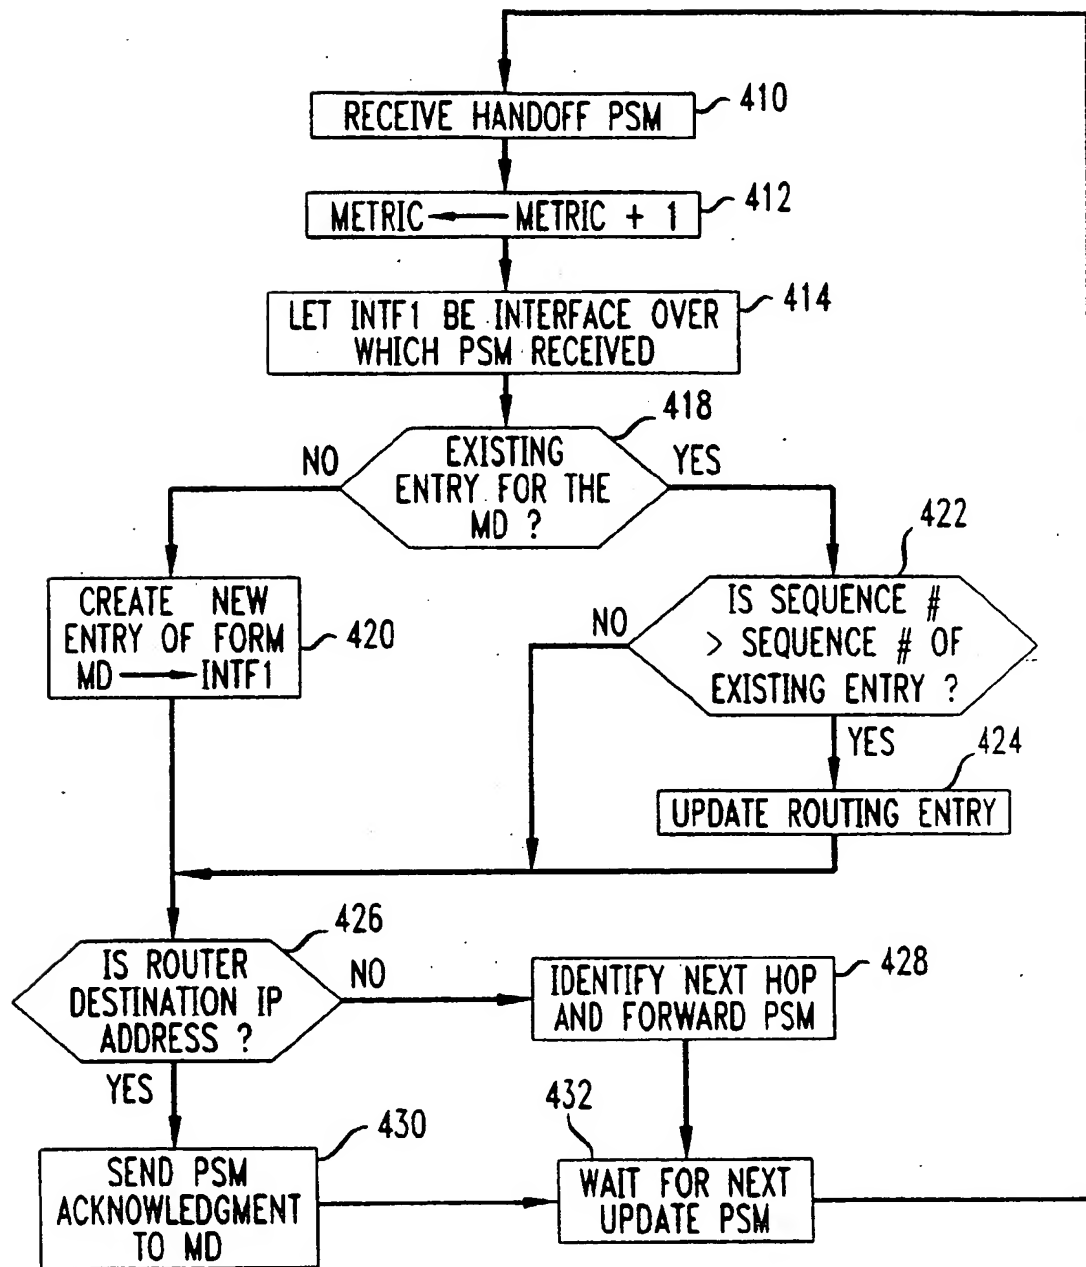 RECEIVE HANDOFF PSM
410
METRIC ← METRIC + 1
412
LET INTF1 BE INTERFACE OVER
WHICH PSM RECEIVED
414
418
EXISTING
ENTRY FOR THE
MD ?
NO
YES
422
CREATE NEW
ENTRY OF FORM
MD → INTF1
420
IS SEQUENCE #
> SEQUENCE # OF
EXISTING ENTRY ?
NO
YES
424
UPDATE ROUTING ENTRY
426
IS ROUTER
DESTINATION IP
ADDRESS ?
NO
YES
IDENTIFY NEXT HOP
AND FORWARD PSM
428
430
SEND PSM
ACKNOWLEDGMENT
TO MD
432
WAIT FOR NEXT
UPDATE PSM